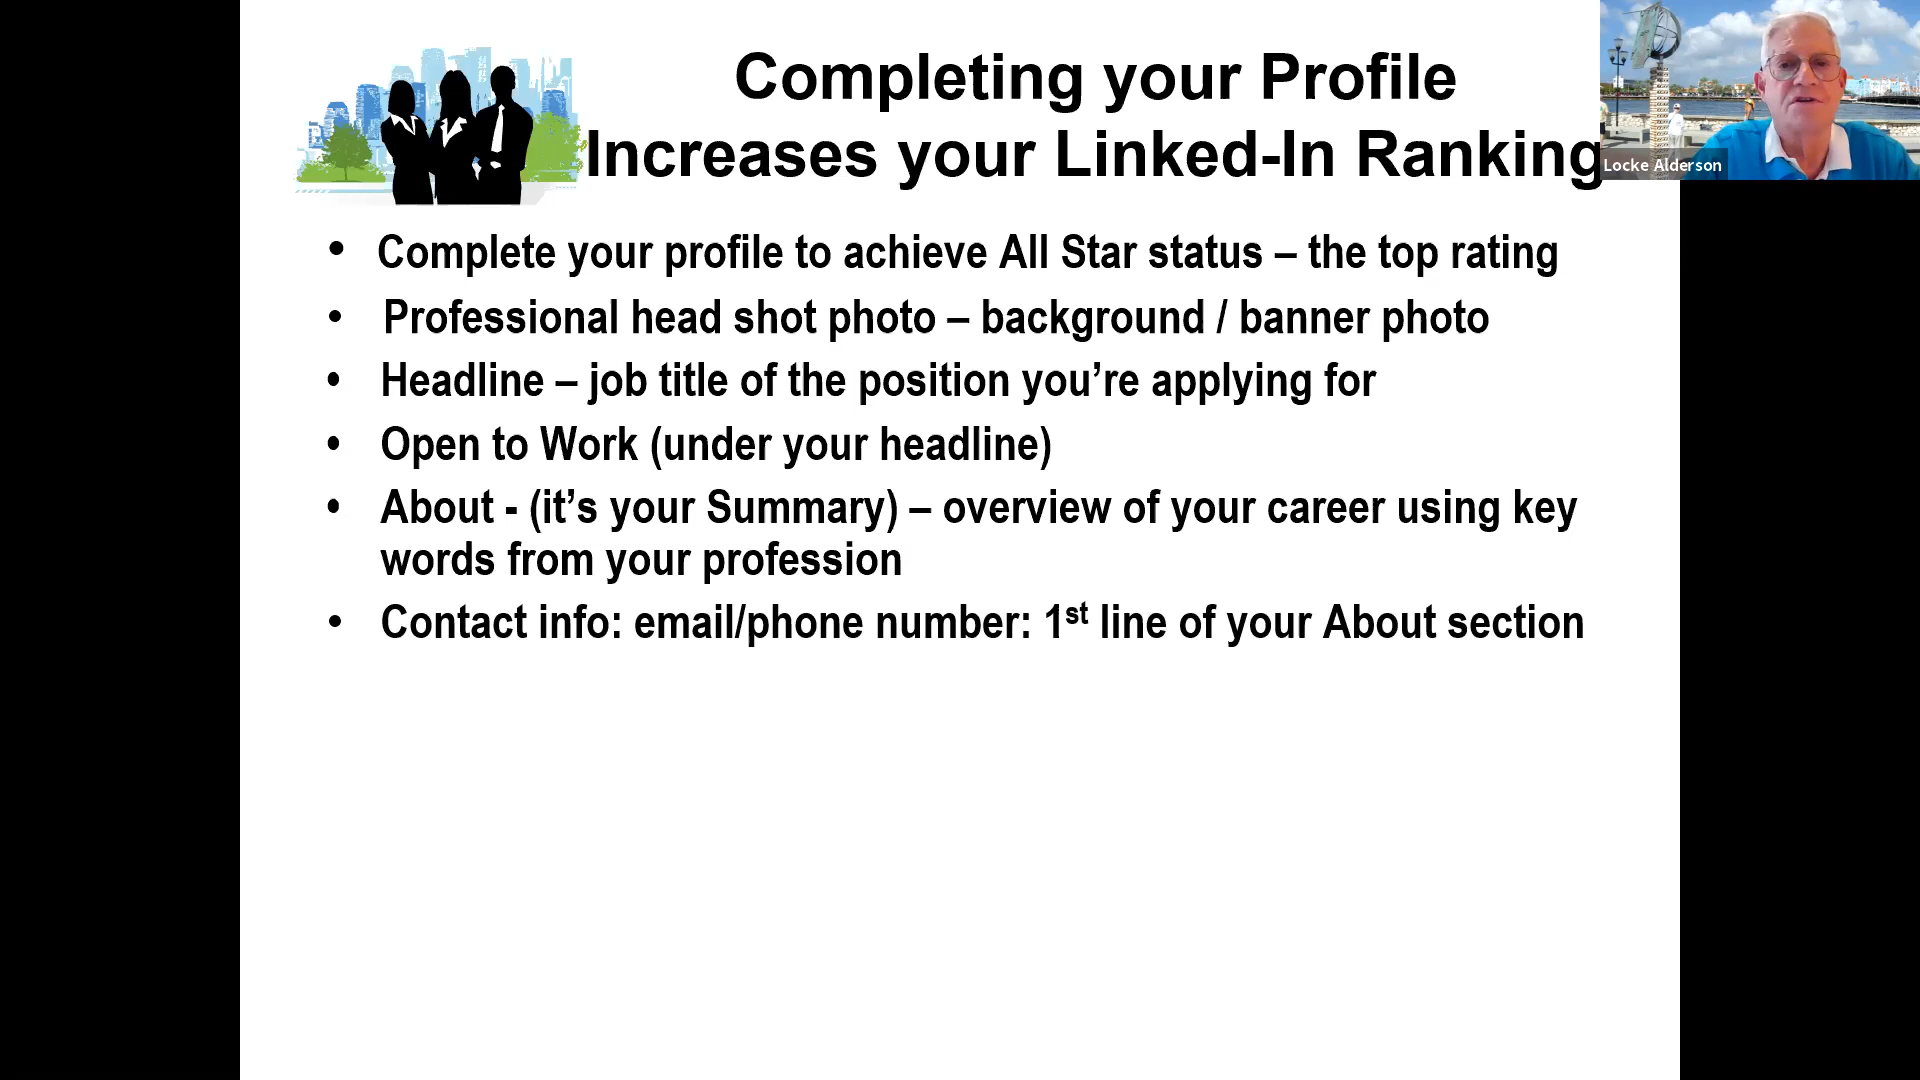 Completing your Profile
Increases your Linked-In Ranking
Locke Alderson
• Complete your profile to achieve All Star status – the top rating
• Professional head shot photo – background / banner photo
• Headline – job title of the position you’re applying for
• Open to Work (under your headline)
• About - (it’s your Summary) – overview of your career using key
words from your profession
• Contact info: email/phone number: 1st line of your About section